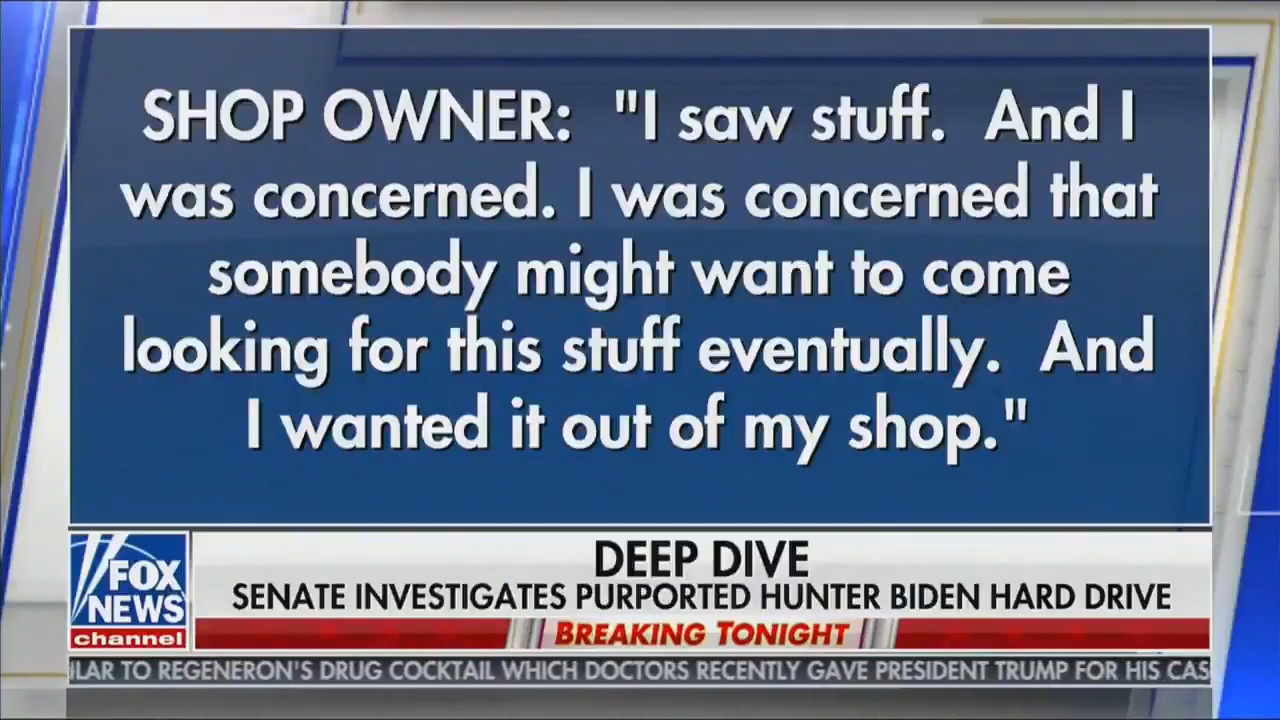 SHOP OWNER: "I saw stuff. And I
was concerned. I was concerned that
somebody might want to come
looking for this stuff eventually. And
I wanted it out of my shop."
DEEP DIVE
SENATE INVESTIGATES PURPORTED HUNTER BIDEN HARD DRIVE
BREAKING TONIGHT
FOX
NEWS
channel
TO REGENERON'S DRUG COCKTAIL WHICH DOCTORS RECENTLY GAVE PRESIDENT TRUMP FOR HIS